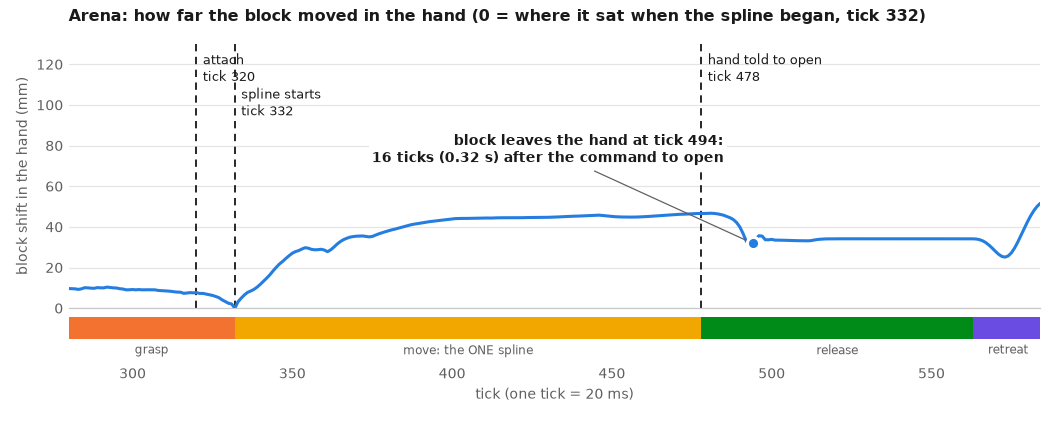 Arena: how far the block moved in the hand (0 = where it sat when the spline began, tick 332)
block shift in the hand (mm)
120
100
80
60
40
20
0
attach
tick 320
spline starts
tick 332
hand told to open
tick 478
block leaves the hand at tick 494:
16 ticks (0.32 s) after the command to open
grasp
move: the ONE spline
release
retreat
300
350
400
450
500
550
tick (one tick = 20 ms)